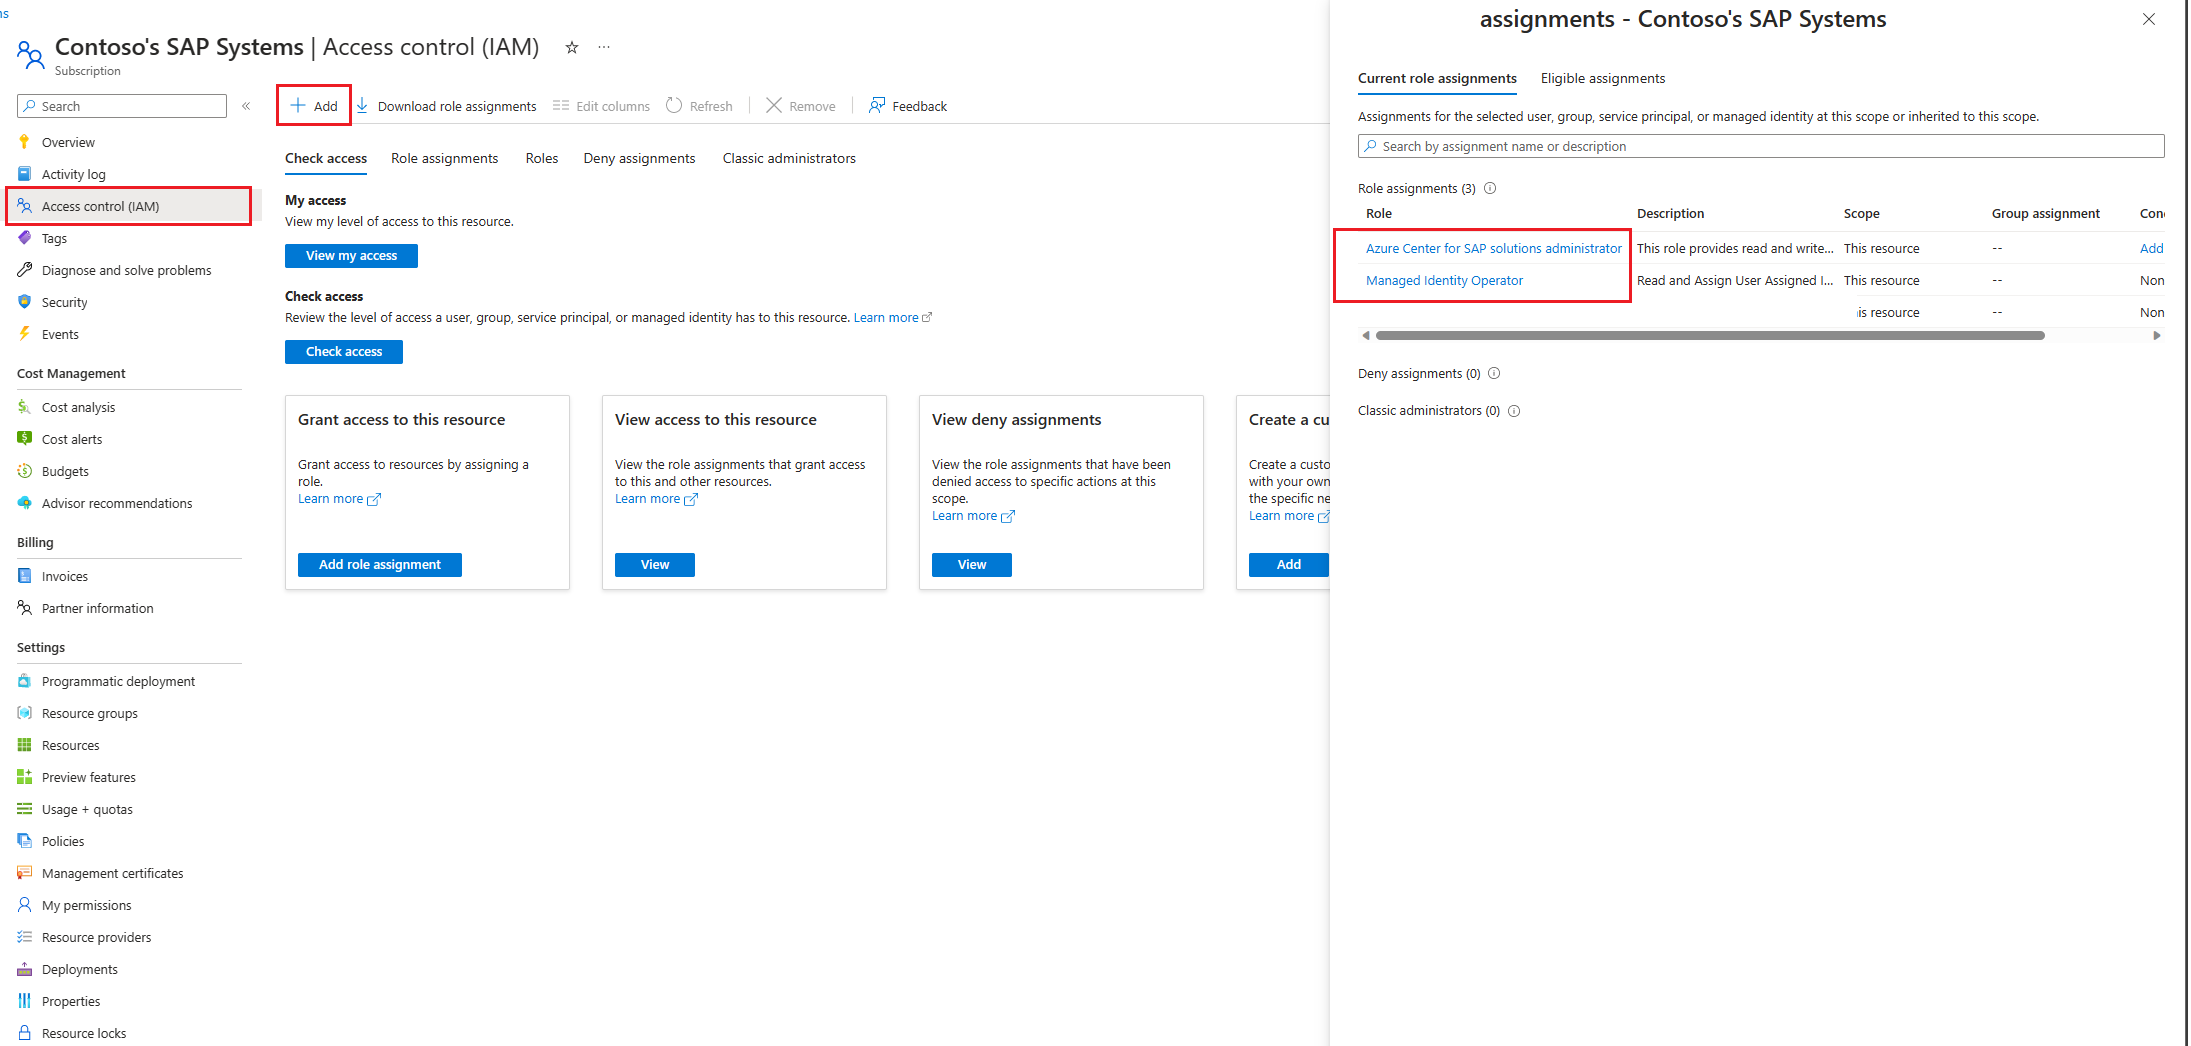 Contoso's SAP Systems | Access control (IAM) ☆ ···
Subscription
Search «
Overview
Activity log
Access control (IAM)
Tags
Diagnose and solve problems
Security
Events
Cost Management
Cost analysis
Cost alerts
Budgets
Advisor recommendations
Billing
Invoices
Partner information
Settings
Programmatic deployment
Resource groups
Resources
Preview features
Usage + quotas
Policies
Management certificates
My permissions
Resource providers
Deployments
Properties
Resource locks
Add Download role assignments Edit columns Refresh Remove Feedback
Check access Role assignments Roles Deny assignments Classic administrators
My access
View my level of access to this resource.
View my access
Check access
Review the level of access a user, group, service principal, or managed identity has to this resource. Learn more
Check access
Grant access to this resource
Grant access to resources by assigning a
role.
Learn more
Add role assignment
View access to this resource
View the role assignments that grant access
to this and other resources.
Learn more
View
View deny assignments
View the role assignments that have been
denied access to specific actions at this
scope.
Learn more
View
Create a cu
Create a custo
with your own
the specific ne
Learn more
Add
assignments - Contoso's SAP Systems
Current role assignments Eligible assignments
Assignments for the selected user, group, service principal, or managed identity at this scope or inherited to this scope.
Search by assignment name or description
Role assignments (3)
Role Description Scope Group assignment Con
Azure Center for SAP solutions administrator This role provides read and write... This resource -- Add
Managed Identity Operator Read and Assign User Assigned I... This resource -- Non
is resource -- Non
Deny assignments (0)
Classic administrators (0)